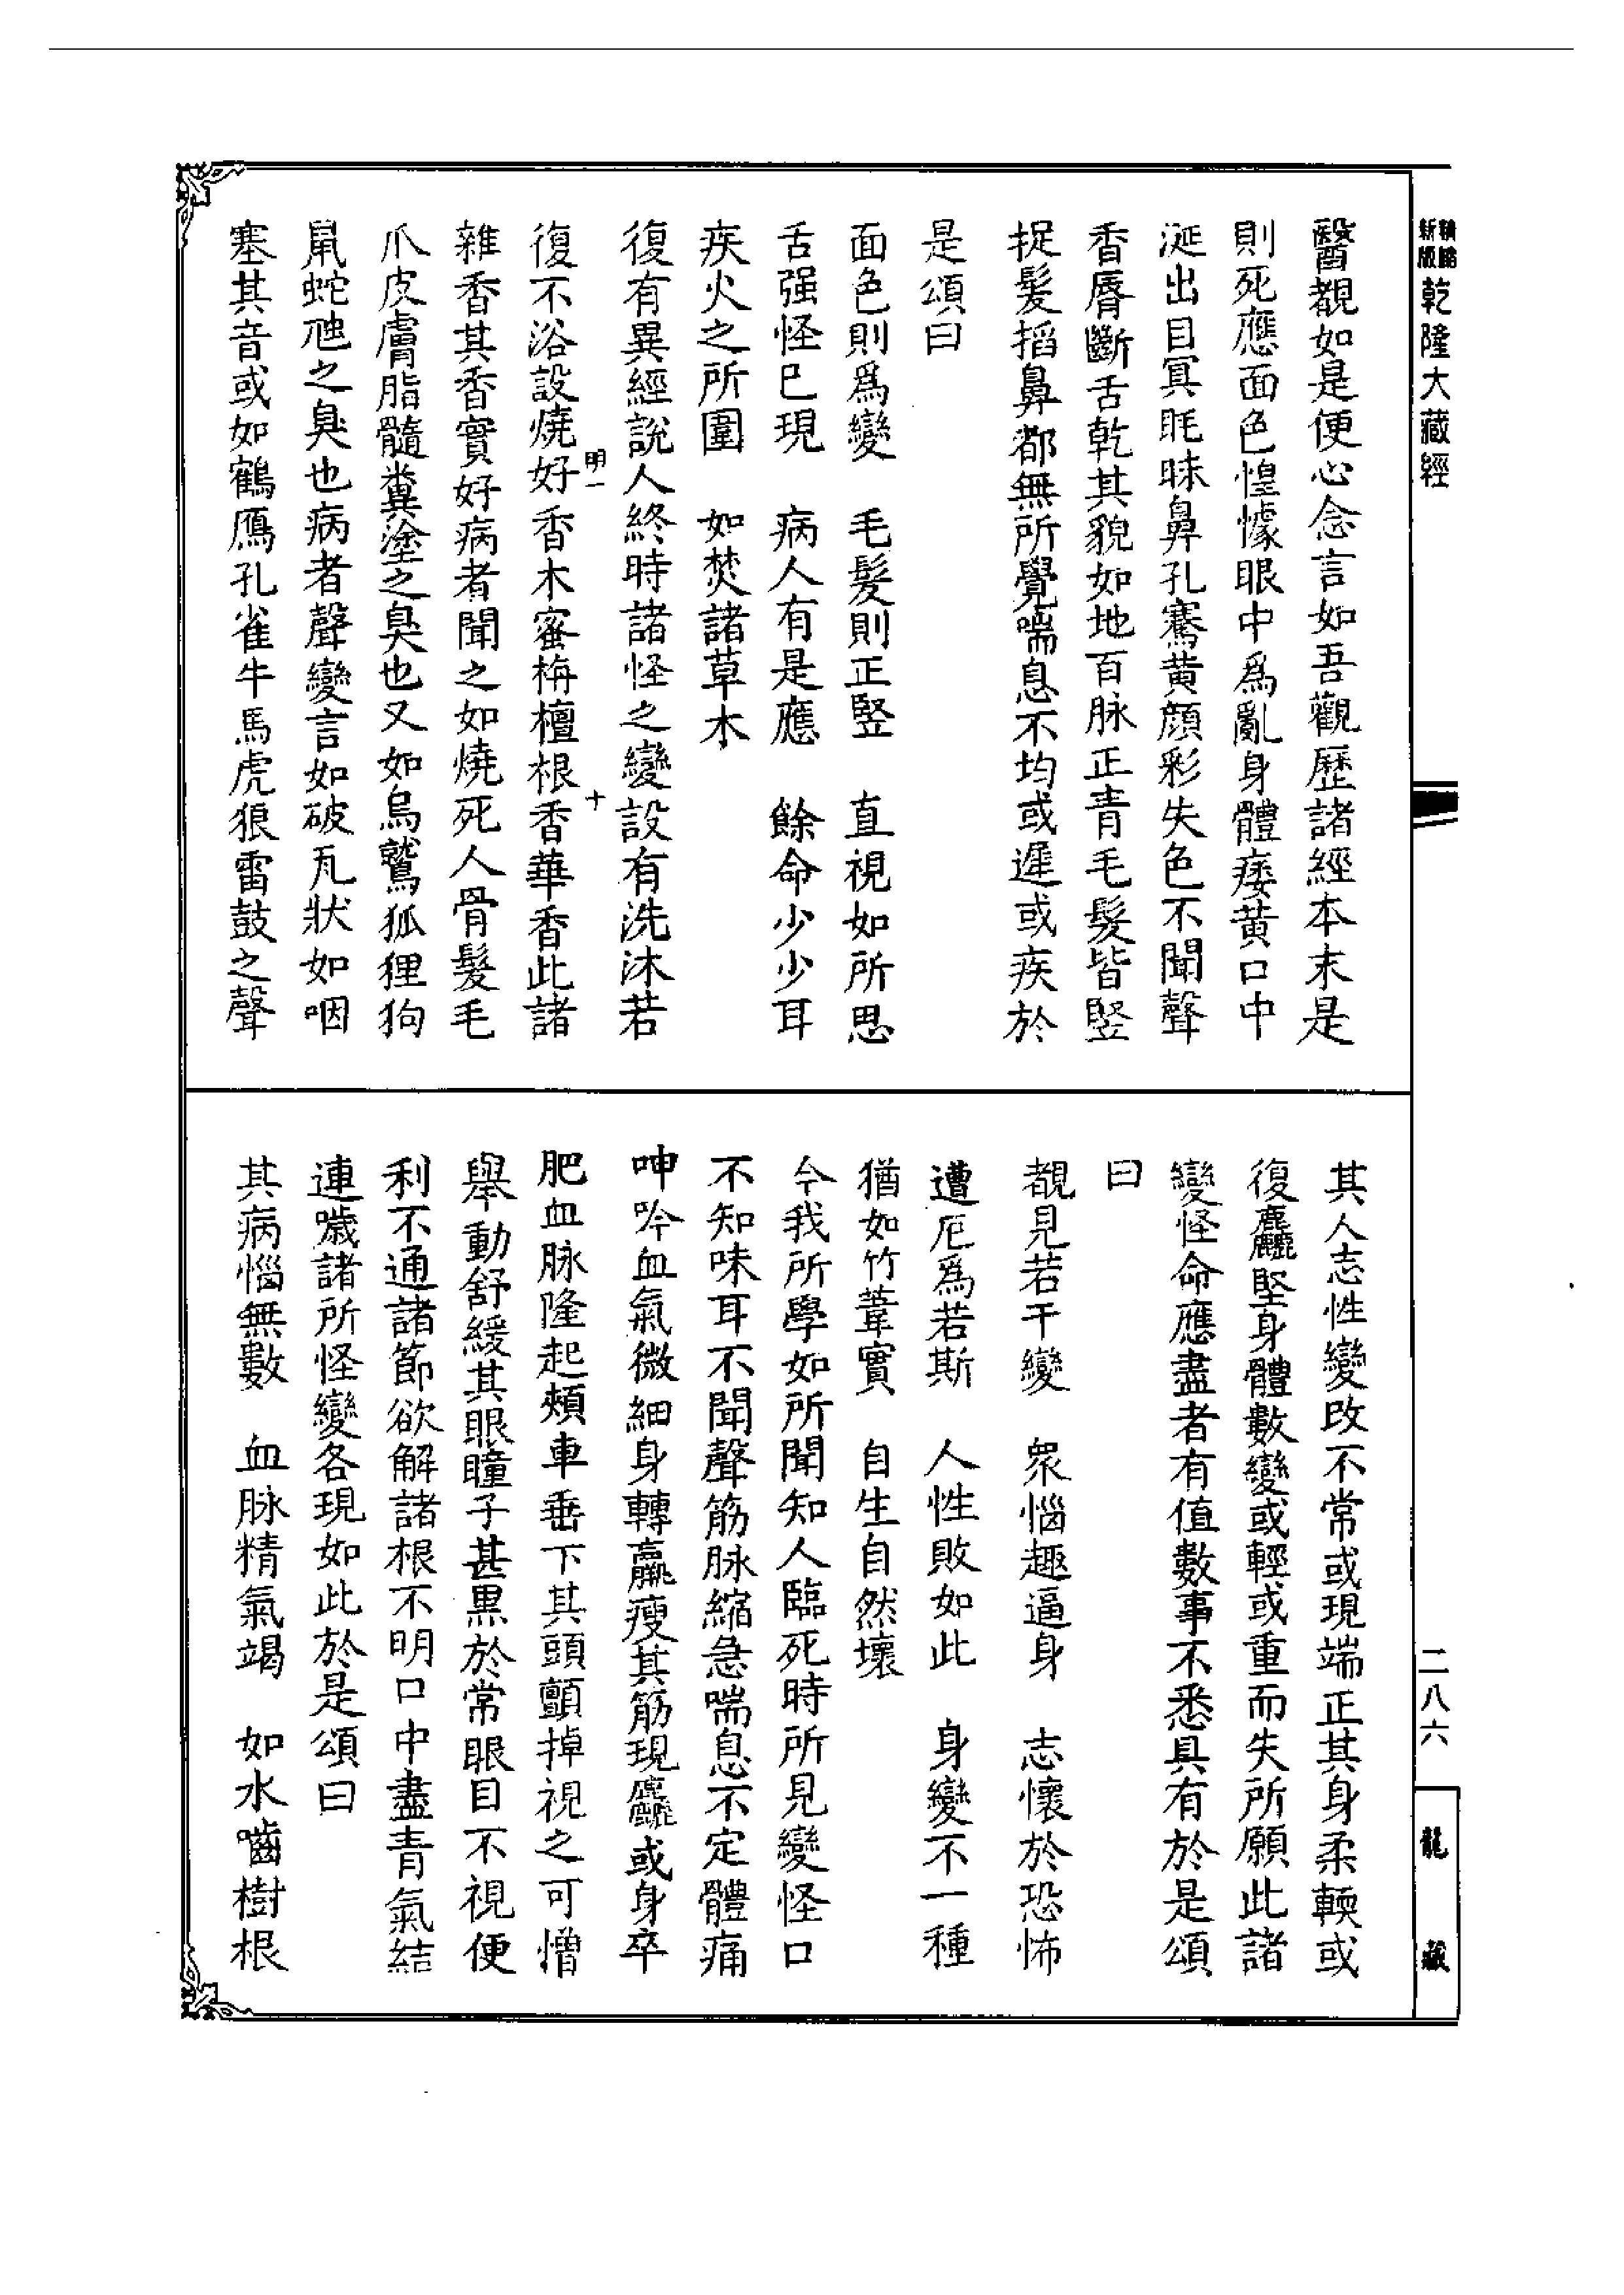 新版
乾隆大藏經
醫覩如是便心念言如吾觀歷諸經本末是
則死應面色惶懅眼中為亂身體痿黃口中
涎出目冥眊昧鼻孔騫黃顏彩失色不聞聲
香脣斷舌乾其貌如地百脉正青毛髮皆豎
捉髮搯鼻都無所覺喘息不均或遲或疾於
是頌曰
面色則為變　毛髮則正豎　直視如所思
舌强怪已現　病人有是應　餘命少少耳
疾火之所圍　如焚諸草木
復有異經說人終時諸怪之變設有洗沐若
復不浴設燒好香木蜜栴檀根香華香此諸
明一
十
雜香其香實好病者聞之如燒死人骨髮毛
爪皮膚脂髓糞塗之臭也又如烏鷲狐狸狗
鼠蛇虺之臭也病者聲變言如破瓦狀如咽
塞其音或如鶴鴈孔雀牛馬虎狼雷鼓之聲
其人志性變改不常或現端正其身柔輭或
復麤堅身體數變或輕或重而失所願此諸
變怪命應盡者有值數事不悉具有於是頌
曰
覩見若干變　衆惱趣逼身　志懷於恐怖
遭厄為若斯　人性敗如此　身變不一種
猶如竹葦實　自生自然壞
今我所學如所聞知人臨死時所見變怪口
不知味耳不聞聲筋脉縮急喘息不定體痛
呻吟血氣微細身轉羸瘦其筋現麤或身卒
肥血脉隆起頰車垂下其頭顫掉視之可憎
舉動舒緩其眼瞳子甚黑於常眼目不視便
利不通諸節欲解諸根不明口中盡青氣結
連噦諸所怪變各現如此於是頌曰
其病惱無數　血脉精氣竭　如水嚙樹根
二八六
龍藏